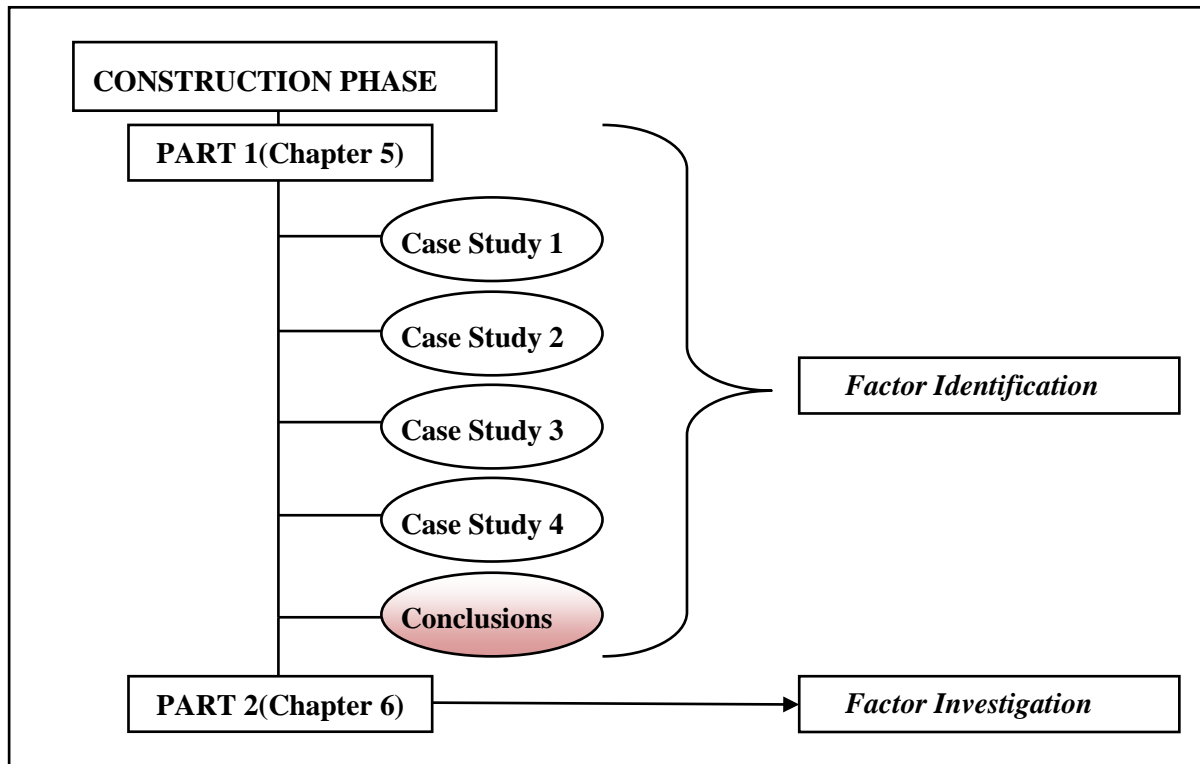 CONSTRUCTION PHASE
PART 1(Chapter 5)
Case Study 1
Case Study 2
Case Study 3
Case Study 4
Conclusions
Factor Identification
PART 2(Chapter 6)
Factor Investigation